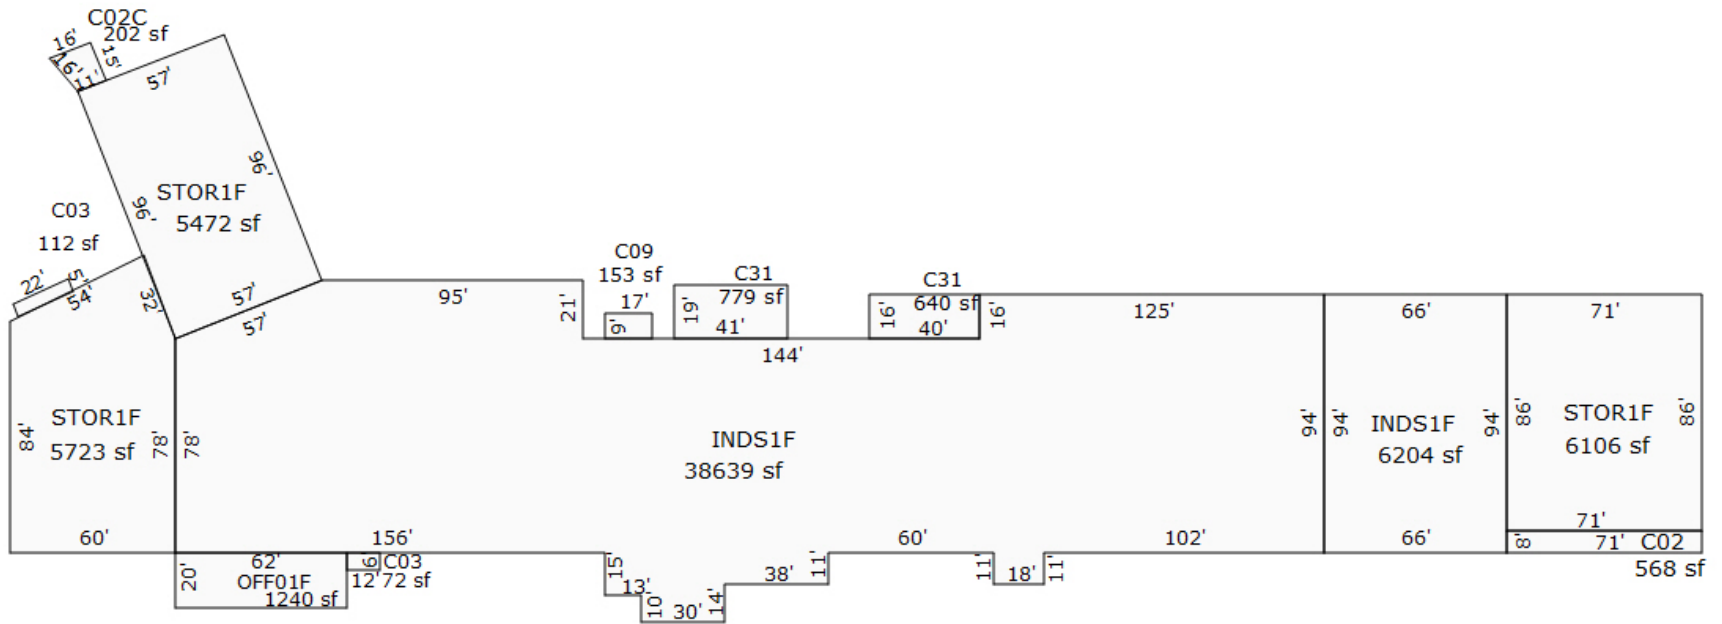 C02C
202 sf
16'
15'
16'
11'
57'
96'
96'
STOR1F
5472 sf
57'
57'
C03
112 sf
22'
5'
54'
32'
84'
STOR1F
5723 sf
78'
60'
78'
95'
21'
C09
153 sf
17'
9'
C31
779 sf
19'
41'
144'
C31
640 sf
16'
40'
16'
125'
INDS1F
38639 sf
94'
156'
62'
20'
OFF01F
1240 sf
6'
C03
12'
72 sf
15'
13'
10'
30'
14'
38'
11'
60'
11'
18'
11'
102'
66'
94'
INDS1F
6204 sf
94'
66'
71'
86'
STOR1F
6106 sf
86'
71'
8'
71'
C02
568 sf